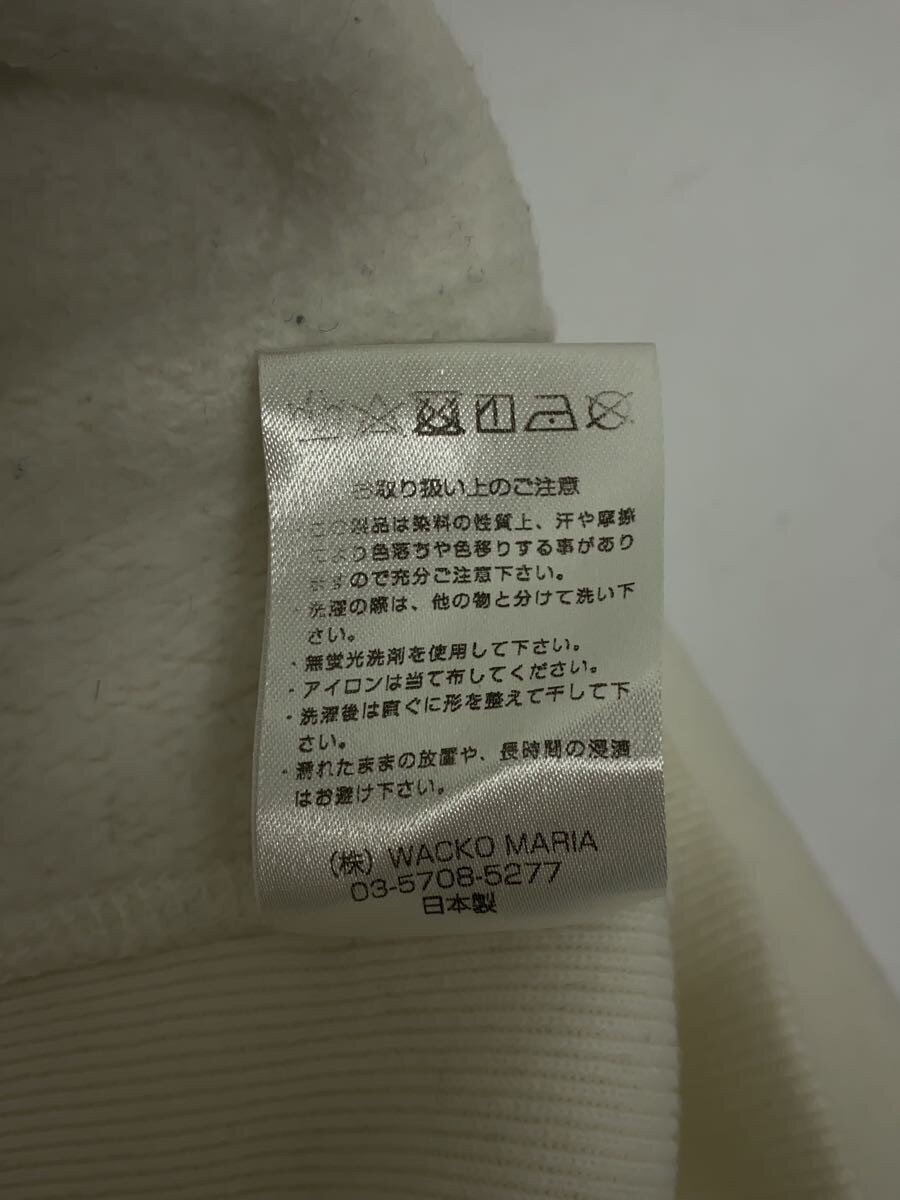 お取り扱い上のご注意
この製品は染料の性質上、汗や摩擦
により色落ちや色移りする事があり
ますので充分ご注意下さい。
・洗濯の際は、他の物と分けて洗い下
さい。
・無蛍光洗剤を使用して下さい。
・アイロンは当て布してください。
・洗濯後は直ぐに形を整えて干して下
さい。
・濡れたままの放置や、長時間の浸漬
はお避け下さい。
(株) WACKO MARIA
03-5708-5277
日本製